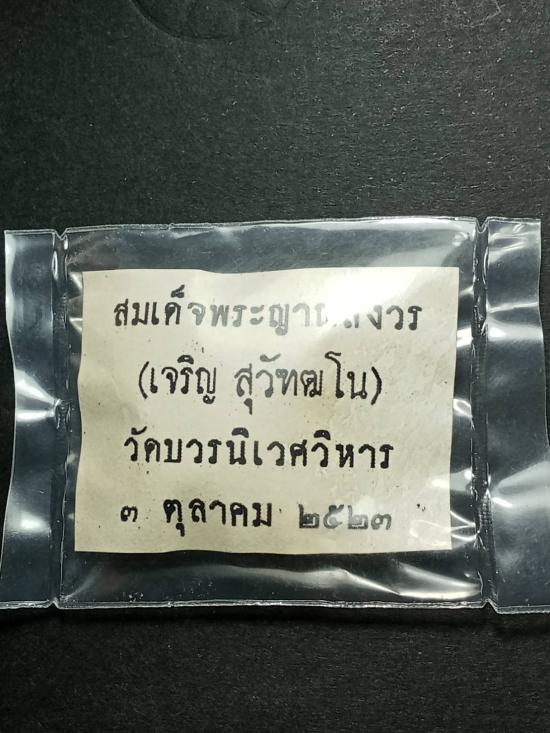 สมเด็จพระญาณสังวร
(เจริญ สุวัฑฒโน)
วัดบวรนิเวศวิหาร
๓ ตุลาคม ๒๕๒๓